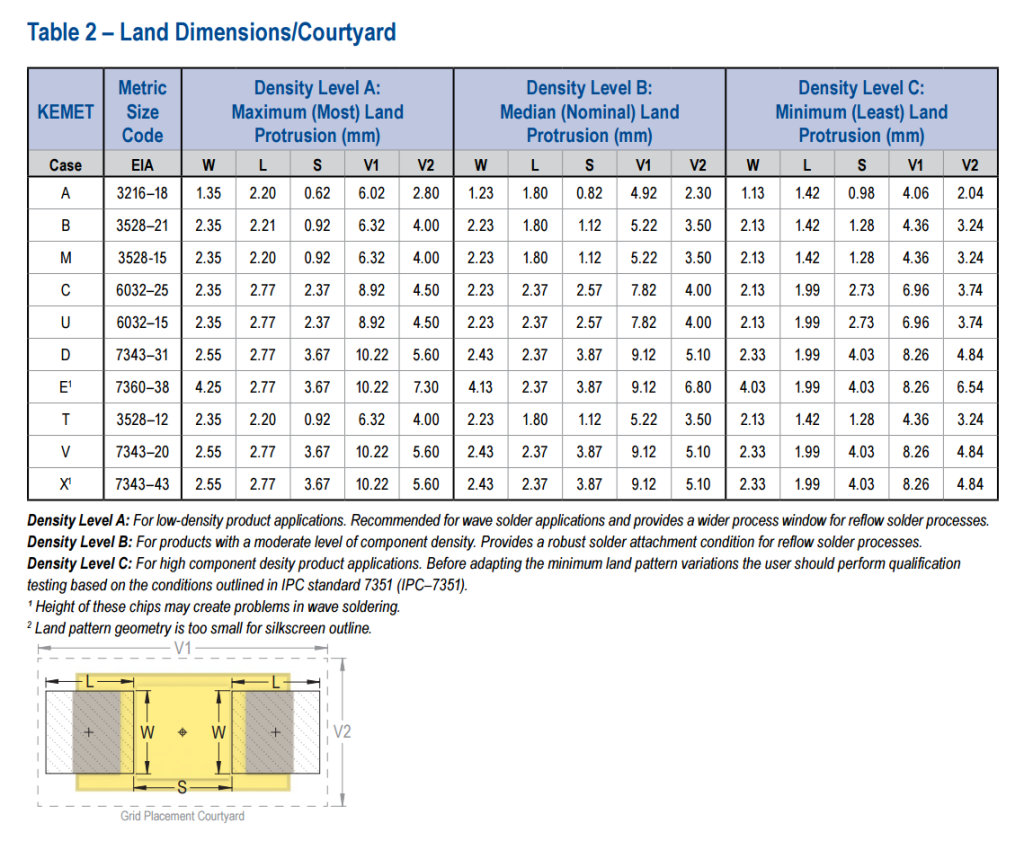 Table 2 – Land Dimensions/Courtyard
KEMET Metric Size Code Density Level A: Maximum (Most) Land Protrusion (mm) Density Level B: Median (Nominal) Land Protrusion (mm) Density Level C: Minimum (Least) Land Protrusion (mm)
Case EIA W L S V1 V2 W L S V1 V2 W L S V1 V2
A 3216–18 1.35 2.20 0.62 6.02 2.80 1.23 1.80 0.82 4.92 2.30 1.13 1.42 0.98 4.06 2.04
B 3528–21 2.35 2.21 0.92 6.32 4.00 2.23 1.80 1.12 5.22 3.50 2.13 1.42 1.28 4.36 3.24
M 3528-15 2.35 2.20 0.92 6.32 4.00 2.23 1.80 1.12 5.22 3.50 2.13 1.42 1.28 4.36 3.24
C 6032–25 2.35 2.77 2.37 8.92 4.50 2.23 2.37 2.57 7.82 4.00 2.13 1.99 2.73 6.96 3.74
U 6032–15 2.35 2.77 2.37 8.92 4.50 2.23 2.37 2.57 7.82 4.00 2.13 1.99 2.73 6.96 3.74
D 7343–31 2.55 2.77 3.67 10.22 5.60 2.43 2.37 3.87 9.12 5.10 2.33 1.99 4.03 8.26 4.84
E¹ 7360–38 4.25 2.77 3.67 10.22 7.30 4.13 2.37 3.87 9.12 6.80 4.03 1.99 4.03 8.26 6.54
T 3528–12 2.35 2.20 0.92 6.32 4.00 2.23 1.80 1.12 5.22 3.50 2.13 1.42 1.28 4.36 3.24
V 7343–20 2.55 2.77 3.67 10.22 5.60 2.43 2.37 3.87 9.12 5.10 2.33 1.99 4.03 8.26 4.84
X¹ 7343–43 2.55 2.77 3.67 10.22 5.60 2.43 2.37 3.87 9.12 5.10 2.33 1.99 4.03 8.26 4.84
Density Level A: For low-density product applications. Recommended for wave solder applications and provides a wider process window for reflow solder processes.
Density Level B: For products with a moderate level of component density. Provides a robust solder attachment condition for reflow solder processes.
Density Level C: For high component desity product applications. Before adapting the minimum land pattern variations the user should perform qualification
testing based on the conditions outlined in IPC standard 7351 (IPC–7351).
¹ Height of these chips may create problems in wave soldering.
² Land pattern geometry is too small for silkscreen outline.
V1
L L
W W V2
S
Grid Placement Courtyard